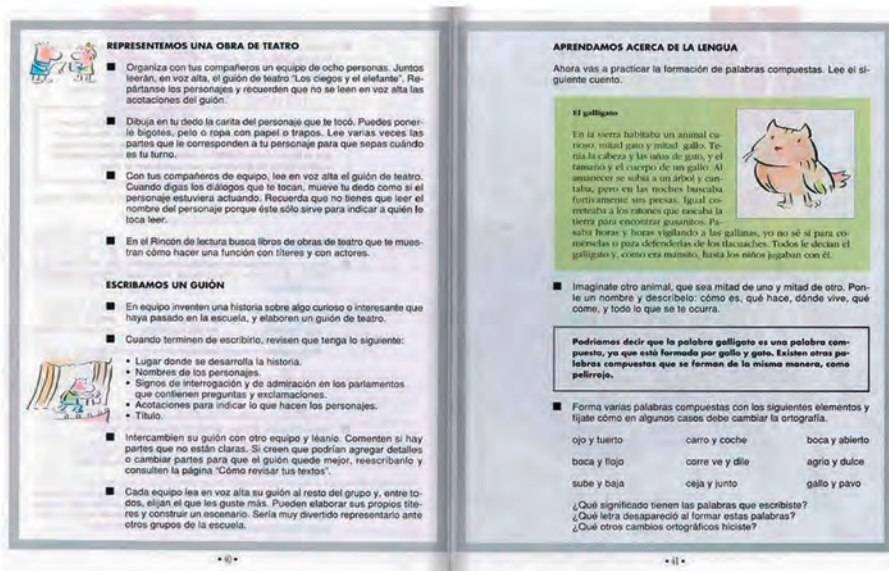 REPRESENTEMOS UNA OBRA DE TEATRO
■ Organiza con tus compañeros un equipo de ocho personas. Juntos
leerán, en voz alta, el guión de teatro "Los ciegos y el elefante". Re-
pártanse los personajes y recuerden que no se leen en voz alta las
acotaciones del guión.
■ Dibuja en tu dedo la carita del personaje que te tocó. Puedes poner-
le bigotes, pelo o ropa con papel o trapos. Lee varias veces las
partes que le corresponden a tu personaje para que sepas cuándo
es tu turno.
■ Con tus compañeros de equipo, lee en voz alta el guión de teatro.
Cuando digas los diálogos que te tocan, mueve tu dedo como si el
personaje estuviera actuando. Recuerda que no tienes que leer el
nombre del personaje porque éste sólo sirve para indicar a quién le
toca leer.
■ En el Rincón de lectura busca libros de obras de teatro que te mues-
tran cómo hacer una función con títeres y con actores.
ESCRIBAMOS UN GUIÓN
■ En equipo inventen una historia sobre algo curioso o interesante que
haya pasado en la escuela, y elaboren un guión de teatro.
■ Cuando terminen de escribirlo, revisen que tenga lo siguiente:
• Lugar donde se desarrolla la historia.
• Nombres de los personajes.
• Signos de interrogación y de admiración en los parlamentos
que contienen preguntas y exclamaciones.
• Acotaciones para indicar lo que hacen los personajes.
• Título.
■ Intercambien su guión con otro equipo y léanlo. Comenten si hay
partes que no están claras. Si creen que podrían agregar detalles
o cambiar partes para que el guión quede mejor, reescríbanlo y
consulten la página "Cómo revisar tus textos".
■ Cada equipo lea en voz alta su guión al resto del grupo y, entre to-
dos, elijan el que les guste más. Pueden elaborar sus propios títe-
res y construir un escenario. Sería muy divertido representarlo ante
otros grupos de la escuela.
• 40 •
APRENDAMOS ACERCA DE LA LENGUA
Ahora vas a practicar la formación de palabras compuestas. Lee el si-
guiente cuento.
El galligato
En la sierra habitaba un animal cu-
rioso, mitad gato y mitad gallo. Te-
nía la cabeza y las uñas de gato, y el
tamaño y el cuerpo de un gallo. Al
amanecer se subía a un árbol y can-
taba, pero en las noches buscaba
furtivamente sus presas. Igual co-
rreteaba a los ratones que rascaba la
tierra para encontrar gusanitos. Pa-
saba horas y horas vigilando a las gallinas, yo no sé si para co-
mérselas o para defenderlas de los tlacuaches. Todos le decían el
galligato y, como era mansito, hasta los niños jugaban con él.
■ Imagínate otro animal, que sea mitad de uno y mitad de otro. Pon-
le un nombre y descríbelo: cómo es, qué hace, dónde vive, qué
come, y todo lo que se te ocurra.
Podríamos decir que la palabra galligato es una palabra com-
puesta, ya que está formada por gallo y gato. Existen otras pa-
labras compuestas que se forman de la misma manera, como
pelirrojo.
■ Forma varias palabras compuestas con los siguientes elementos y
fíjate cómo en algunos casos debe cambiar la ortografía.
ojo y tuerto carro y coche boca y abierto
boca y flojo corre ve y dile agrio y dulce
sube y baja ceja y junto gallo y pavo
¿Qué significado tienen las palabras que escribiste?
¿Qué letra desapareció al formar estas palabras?
¿Qué otros cambios ortográficos hiciste?
• 41 •